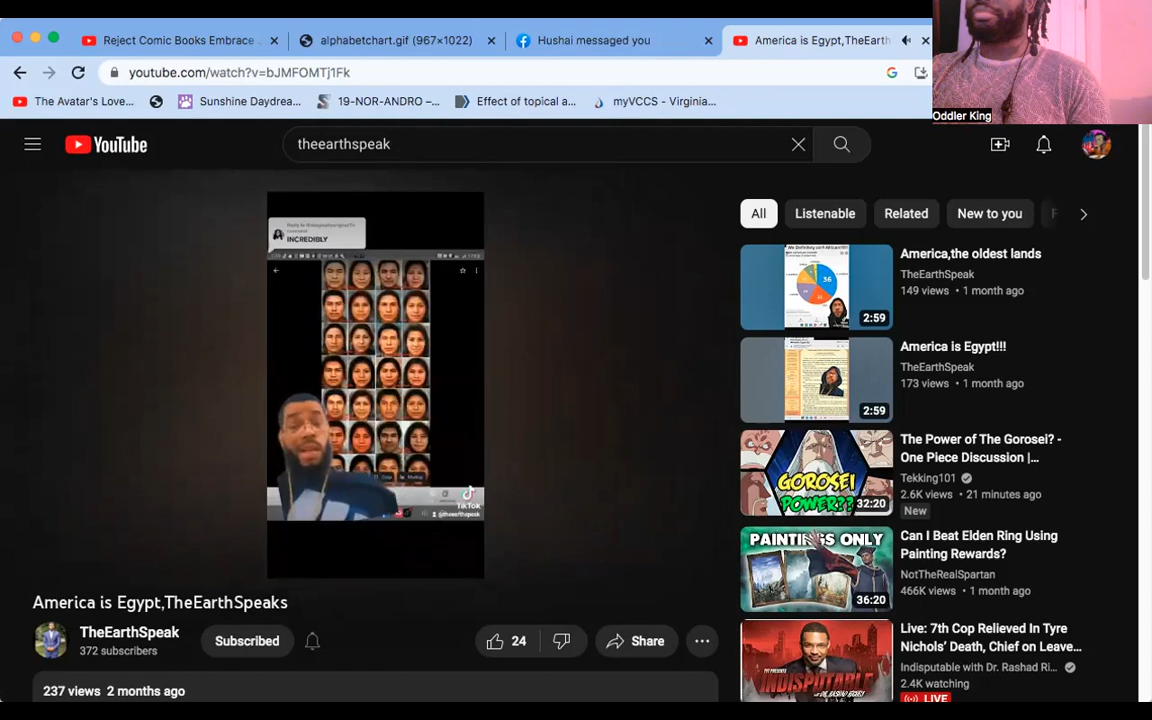 Reject Comic Books Embrace
alphabetchart.gif (967×1022)
Hushai messaged you
America is Egypt,TheEarth
youtube.com/watch?v=bJMFOMTj1Fk
The Avatar's Love...
Sunshine Daydrea...
19-NOR-ANDRO –...
Effect of topical a...
myVCCS - Virginia...
Oddler King
YouTube
theearthspeak
INCREDIBLY
TikTok
@theearthspeak
All
Listenable
Related
New to you
America,the oldest lands
TheEarthSpeak
149 views • 1 month ago
36
2:59
America is Egypt!!!
TheEarthSpeak
173 views • 1 month ago
2:59
The Power of The Gorosei? -
One Piece Discussion |...
Tekking101
2.6K views • 21 minutes ago
New
GOROSEI
POWER??
32:20
Can I Beat Elden Ring Using
Painting Rewards?
NotTheRealSpartan
466K views • 1 month ago
PAINTINGS ONLY
36:20
Live: 7th Cop Relieved In Tyre
Nichols' Death, Chief on Leave...
Indisputable with Dr. Rashad Ri...
2.4K watching
LIVE
INDISPUTABLE
America is Egypt,TheEarthSpeaks
TheEarthSpeak
372 subscribers
Subscribed
24
Share
237 views 2 months ago